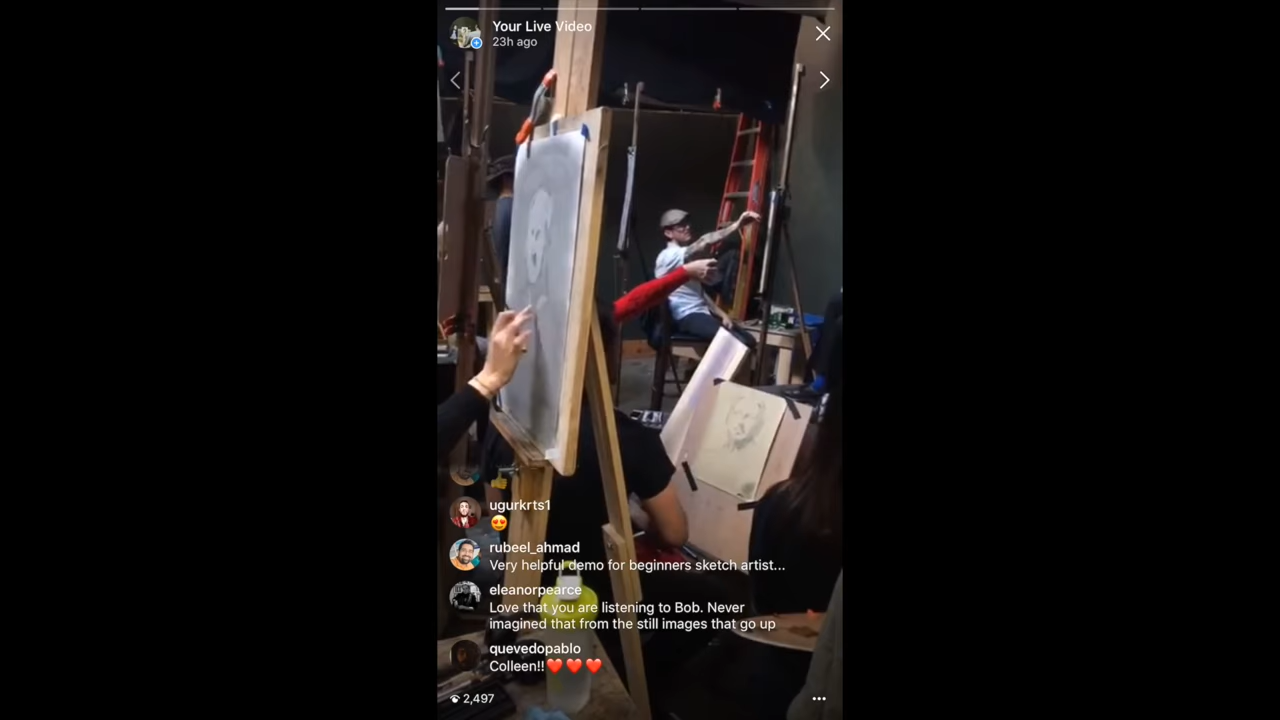 Your Live Video
23h ago
ugurkrts1
😍
rubeel_ahmad
Very helpful demo for beginners sketch artist...
eleanorpearce
Love that you are listening to Bob. Never
imagined that from the still images that go up
quevedopablo
Colleen!!❤️❤️❤️
2,497